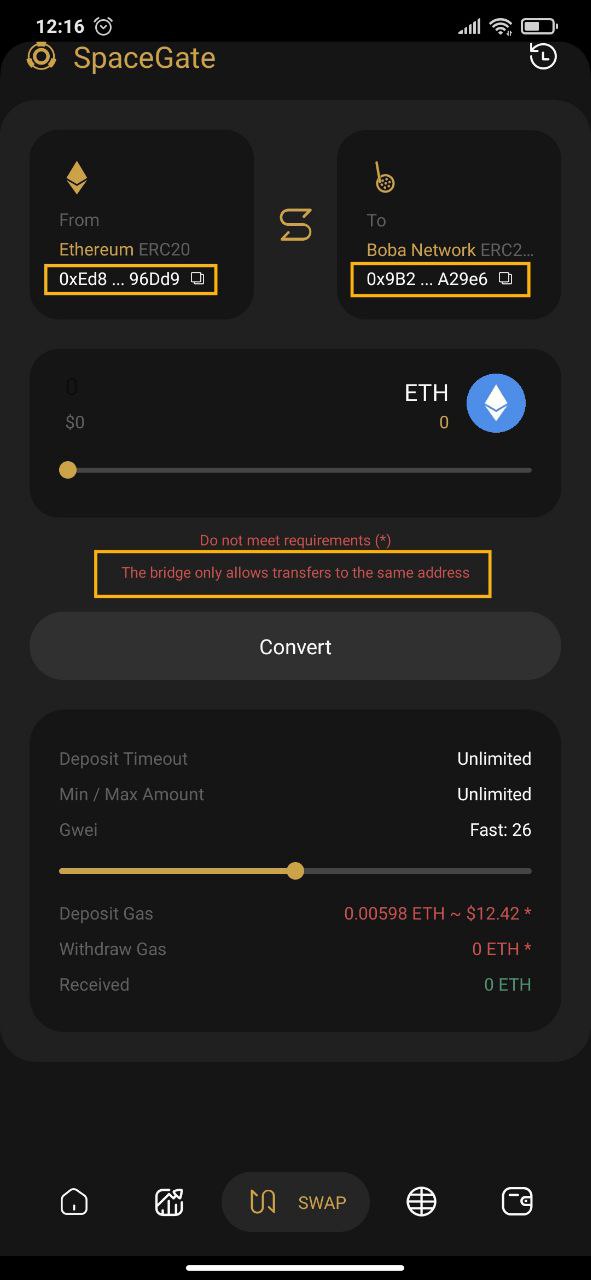 12:16
SpaceGate
From
Ethereum ERC20
0xEd8 ... 96Dd9
To
Boba Network ERC2...
0x9B2 ... A29e6
0
$0
ETH
0
Do not meet requirements (*)
The bridge only allows transfers to the same address
Convert
Deposit Timeout Unlimited
Min / Max Amount Unlimited
Gwei Fast: 26
Deposit Gas 0.00598 ETH ~ $12.42 *
Withdraw Gas 0 ETH *
Received 0 ETH
SWAP